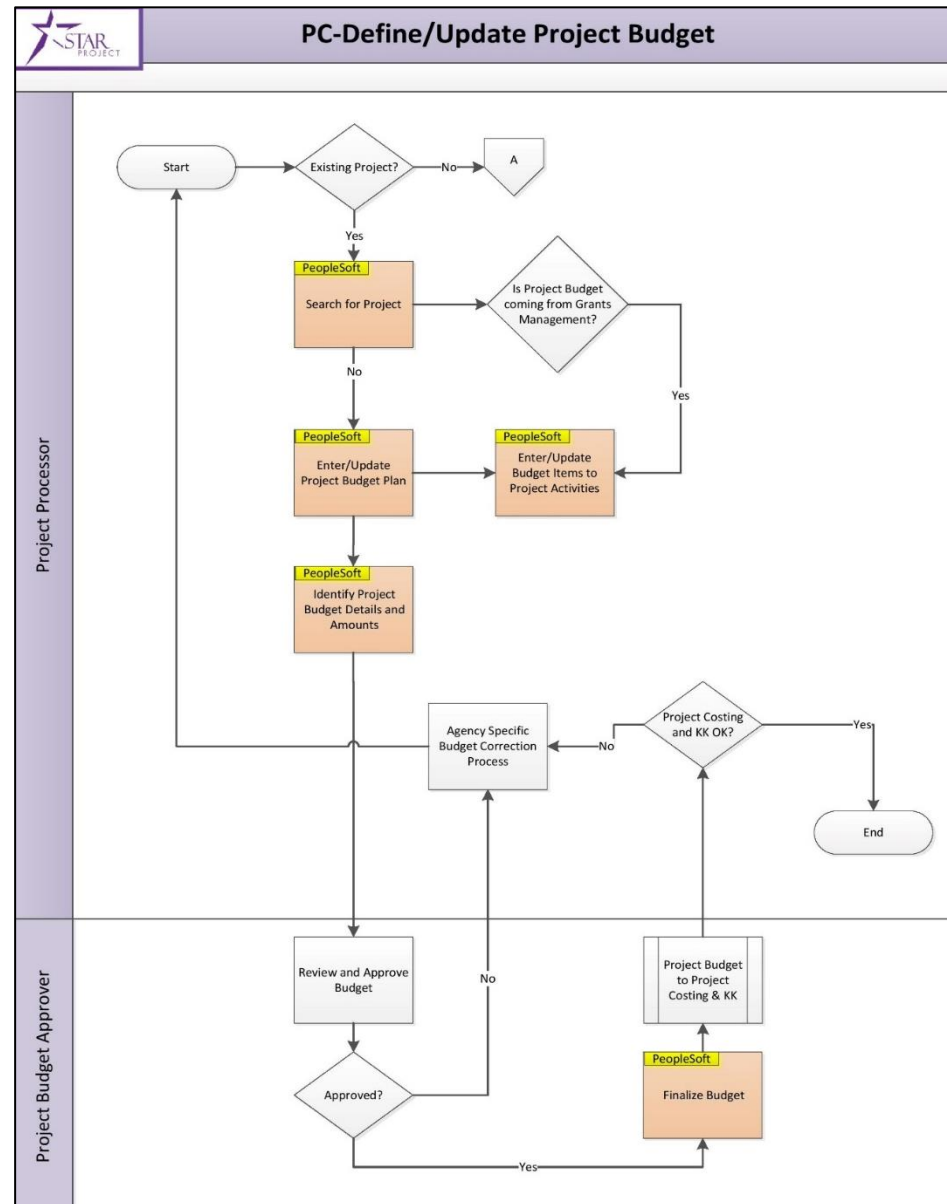 STAR
PROJECT
PC-Define/Update Project Budget
Project Processor
Start
Existing Project?
No
A
Yes
PeopleSoft
Search for Project
Is Project Budget
coming from Grants
Management?
No
Yes
PeopleSoft
Enter/Update
Project Budget Plan
PeopleSoft
Enter/Update
Budget Items to
Project Activities
PeopleSoft
Identify Project
Budget Details and
Amounts
Agency Specific
Budget Correction
Process
No
Project Costing
and KK OK?
Yes
End
Project Budget Approver
Review and Approve
Budget
No
Project Budget
to Project
Costing & KK
Approved?
PeopleSoft
Finalize Budget
Yes